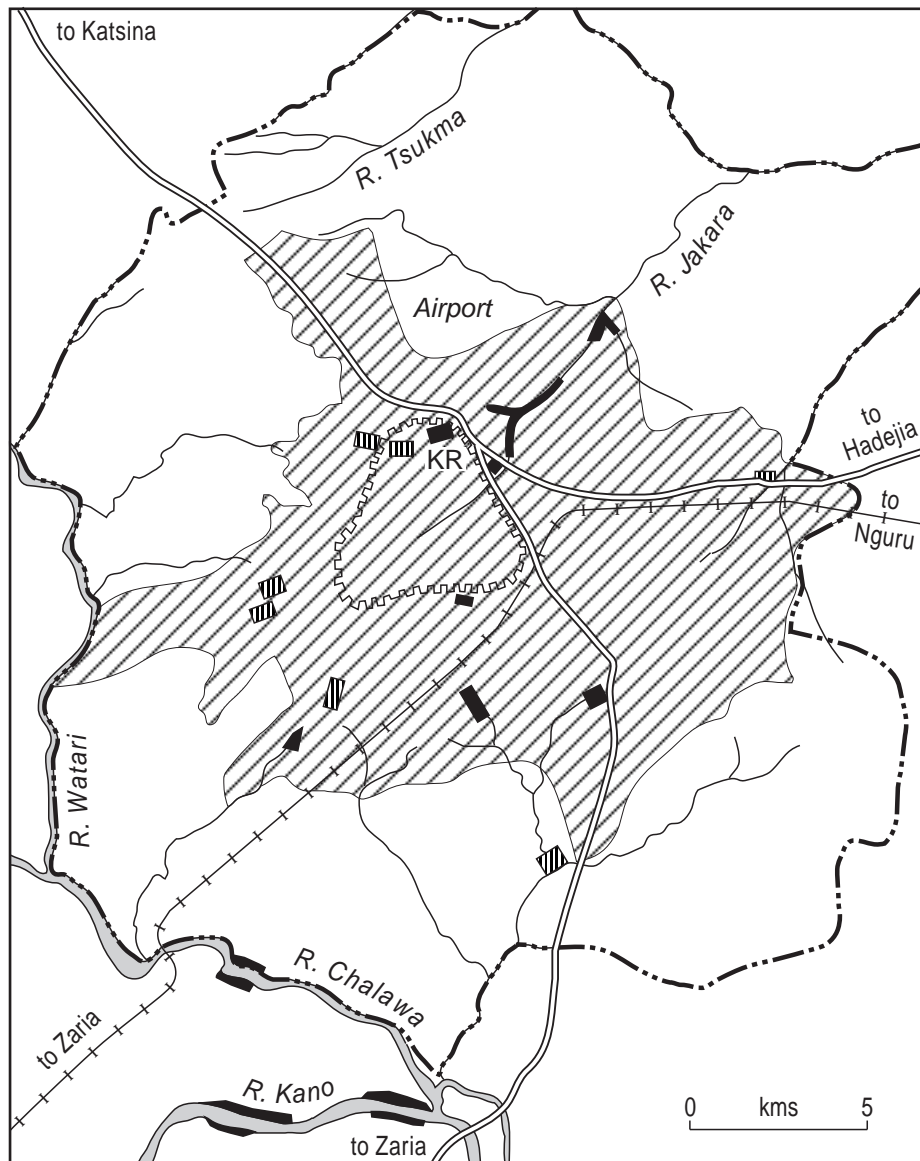 to Katsina
R. Tsukma
R. Jakara
Airport
to
Hadejia
KR
to
Nguru
R. Watari
R. Chalawa
to Zaria
R. Kano
to Zaria
0 kms 5